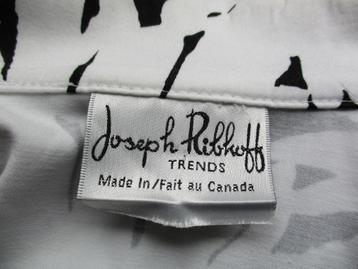 Joseph Ribkoff
TRENDS
Made In/Fait au Canada